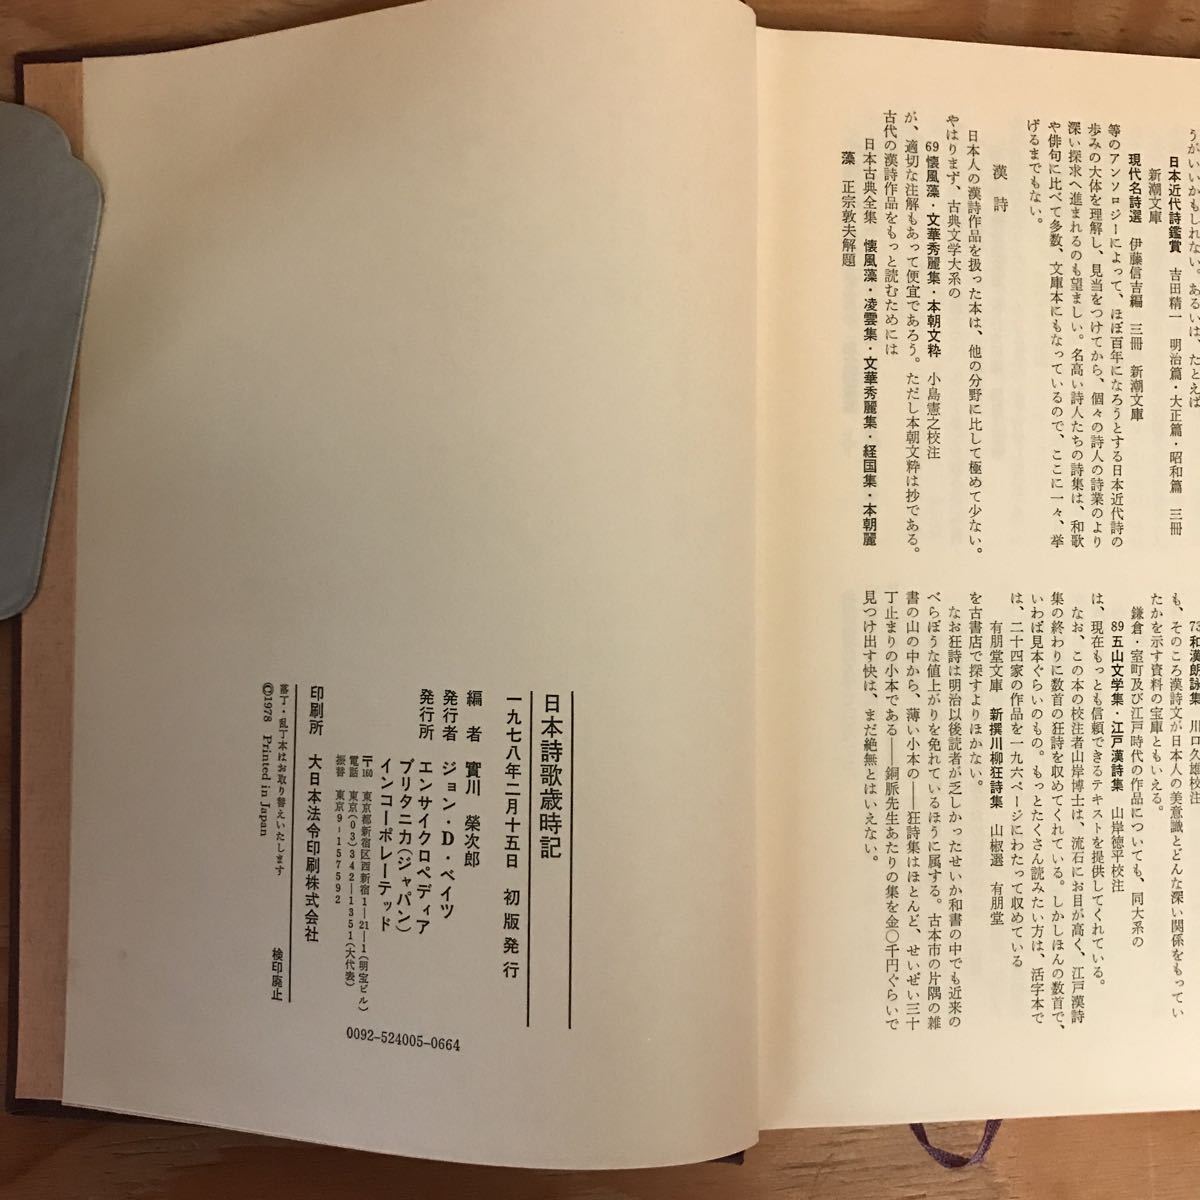 うがいいかもしれない。あるいは、たとえば
日本近代詩鑑賞　吉田精一　明治篇・大正篇・昭和篇　三冊
新潮文庫
現代名詩選　伊藤信吉編　三冊　新潮文庫
等のアンソロジーによって、ほぼ百年になろうとする日本近代詩の
歩みの大体を理解し、見当をつけてから、個々の詩人の詩業のより
深い探求へ進まれるのも望ましい。名高い詩人たちの詩集は、和歌
や俳句に比べて多数、文庫本にもなっているので、ここに一々、挙
げるまでもない。
漢　詩
日本人の漢詩作品を扱った本は、他の分野に比して極めて少ない。
やはりまず、古典文学大系の
69 懐風藻・文華秀麗集・本朝文粋　小島憲之校注
が、適切な注解もあって便宜であろう。ただし本朝文粋は抄である。
古代の漢詩作品をもっと読むためには
日本古典全集　懐風藻・凌雲集・文華秀麗集・経国集・本朝麗
藻　正宗敦夫解題
73 和漢朗詠集　川口久雄校注
も、そのころ漢詩文が日本人の美意識とどんな深い関係をもってい
たかを示す資料の宝庫ともいえる。
鎌倉・室町及び江戸時代の作品についても、同大系の
89 五山文学集・江戸漢詩集　山岸徳平校注
は、現在もっとも信頼できるテキストを提供してくれている。
なお、この本の校注者山岸博士は、流石にお目が高く、江戸漢詩
集の終わりに数首の狂詩を収めてくれている。しかしほんの数首で、
いわば見本ぐらいのもの。もっとたくさん読みたい方は、活字本で
は、二十四家の作品を一九六ページにわたって収めている
有朋堂文庫　新撰川柳狂詩集　山椒選　有朋堂
を古書店で探すよりほかない。
なお狂詩は明治以後読者が乏しかったせいか和書の中でも近来の
べらぼうな値上がりを免れているほうに属する。古本市の片隅の雑
書の山の中から、薄い小本の――狂詩集はほとんど、せいぜい三十
丁止まりの小本である――銅脈先生あたりの集を金〇千円ぐらいで
見つけ出す快は、まだ絶無とはいえない。
日本詩歌歳時記
一九七八年二月十五日　初版発行
編　者　實川　榮次郎
発行者　ジョン・D・ベイツ
発行所　エンサイクロペディア
ブリタニカ(ジャパン)
インコーポレーテッド
〒160　東京都新宿区西新宿1―21―1(明宝ビル)
電話　東京(03)342―1351(大代表)
振替　東京9―157592
印刷所　大日本法令印刷株式会社
落丁・乱丁本はお取り替えいたします　検印廃止
©1978 Printed in Japan
0092-524005-0664